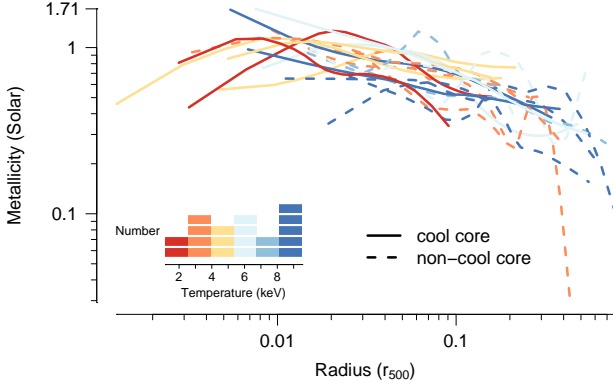 1.71
1
0.1
Metallicity (Solar)
Number
2 4 6 8
Temperature (keV)
cool core
non−cool core
0.01 0.1
Radius (r500)